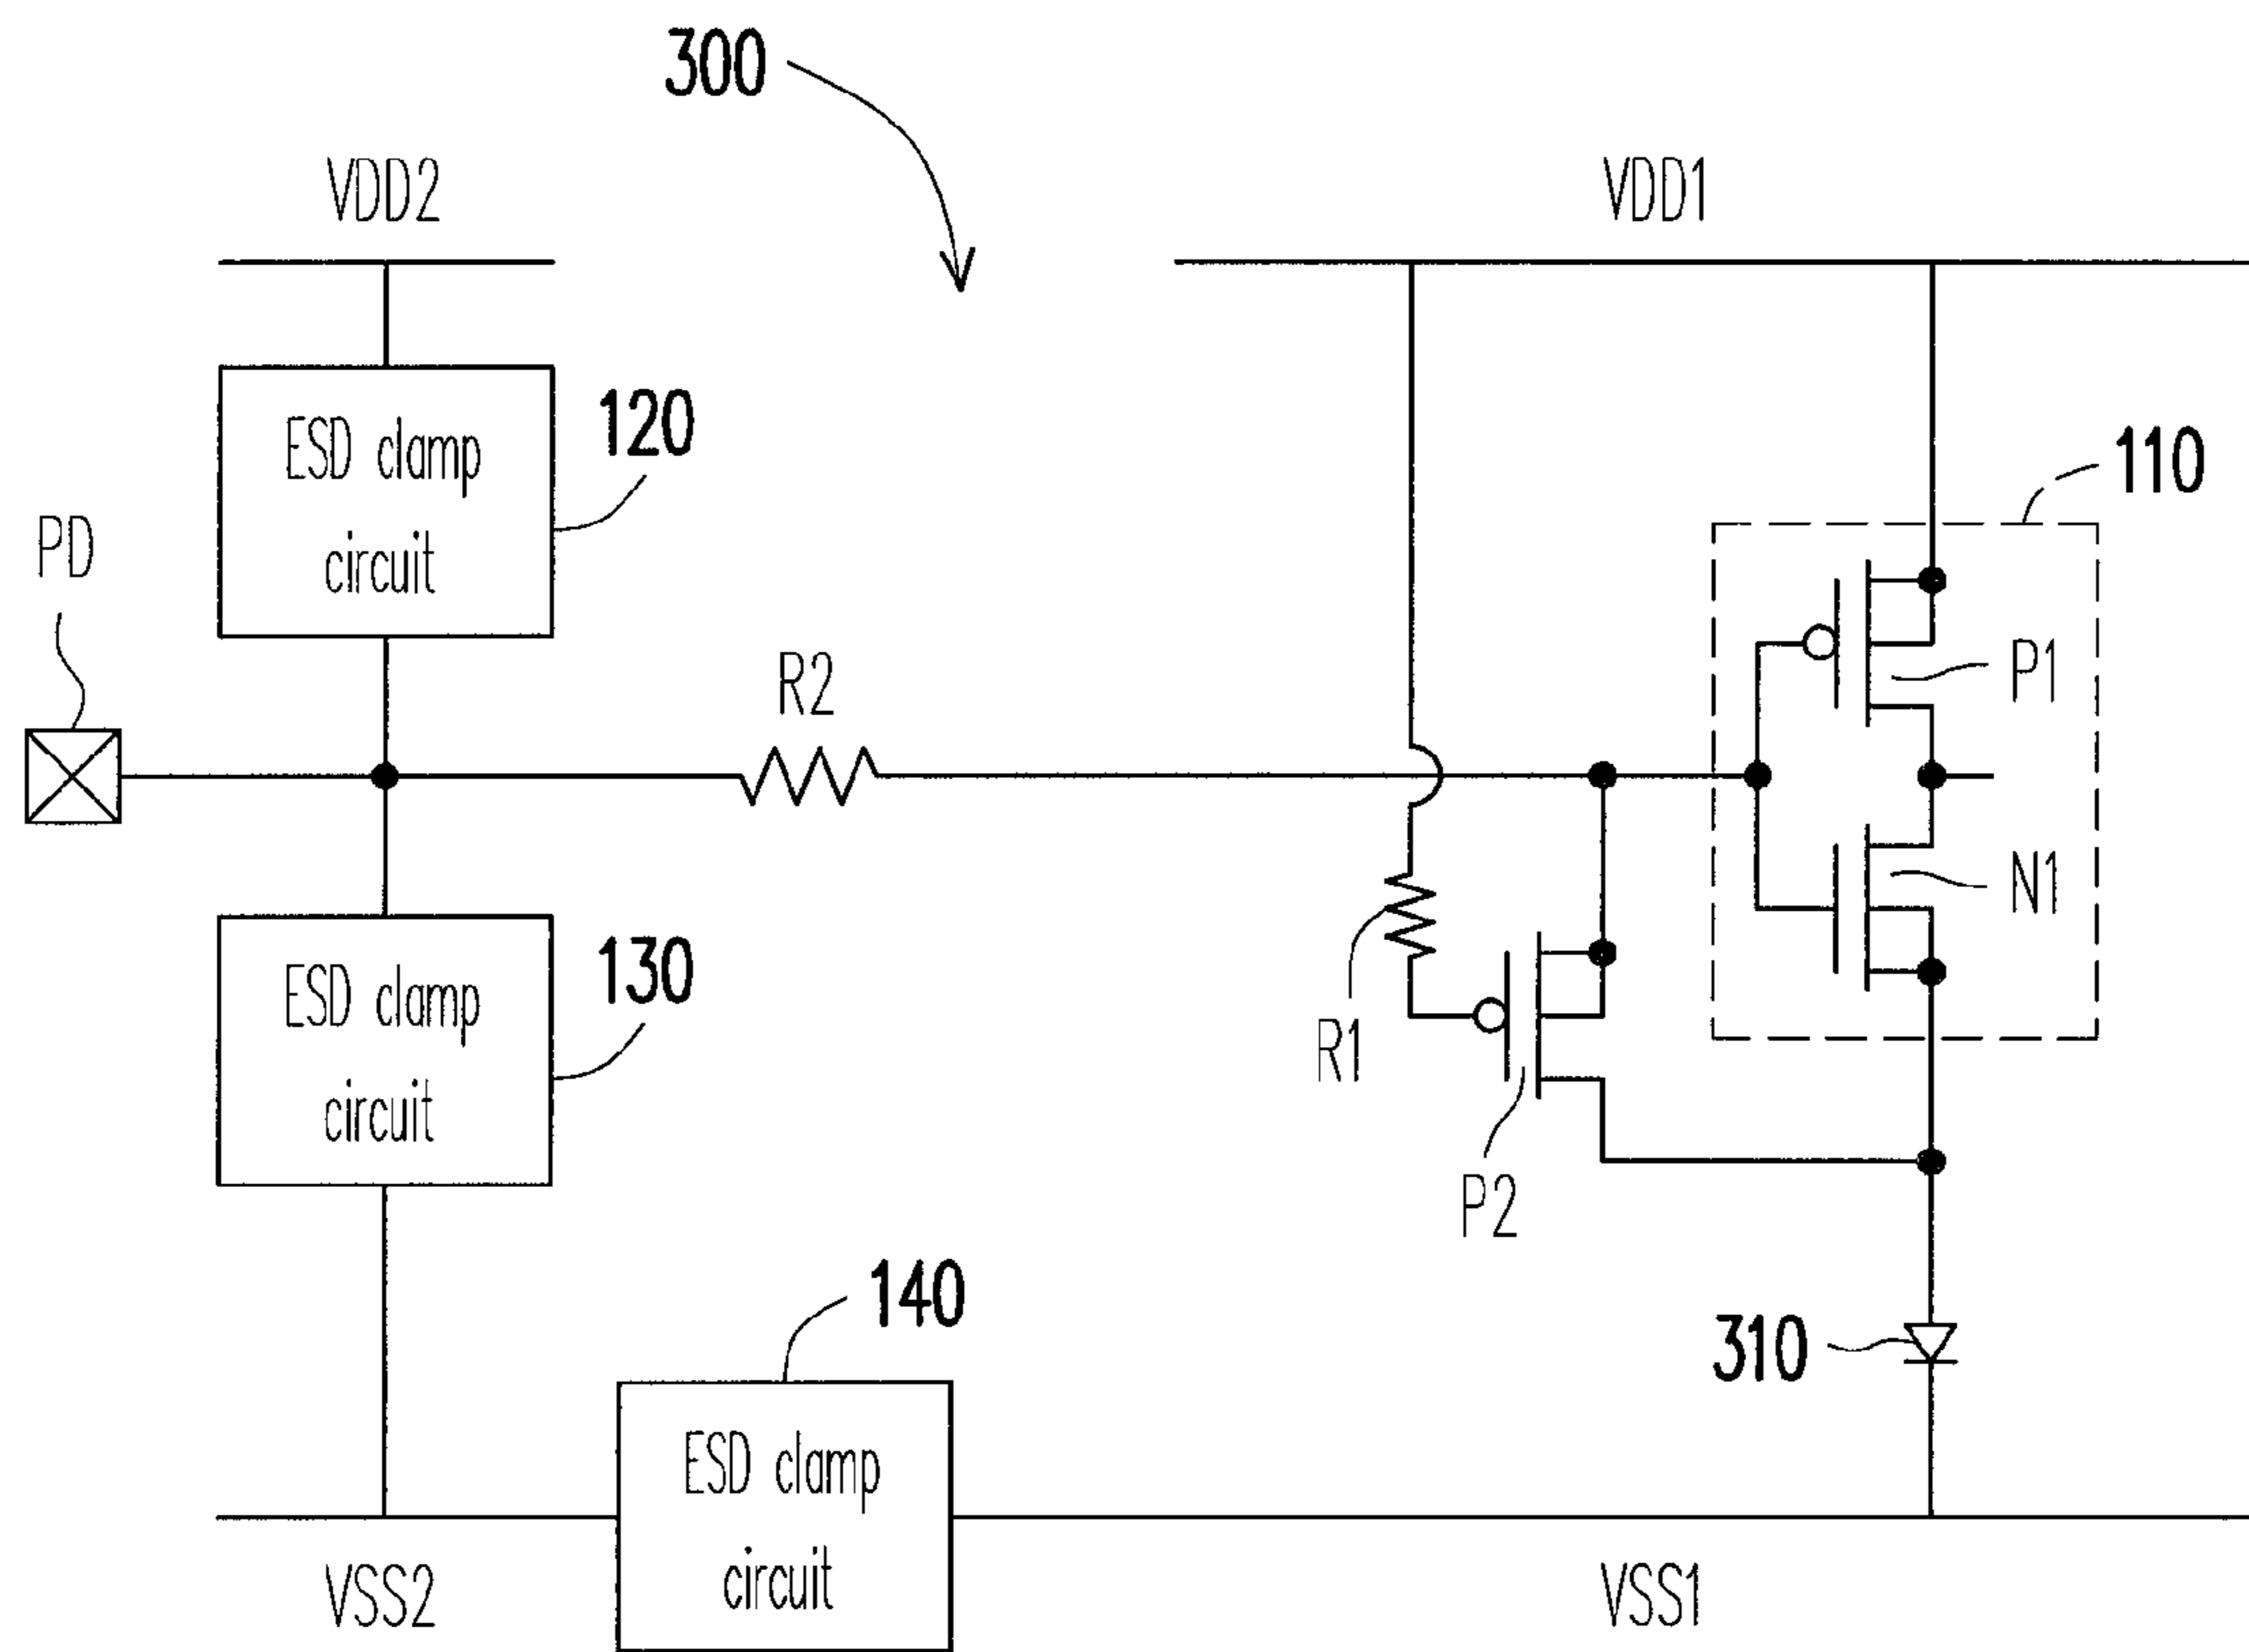 300
VDD2
VDD1
ESD clamp
circuit
120
110
PD
R2
P1
N1
ESD clamp
circuit
130
R1
P2
140
310
ESD clamp
circuit
VSS2
VSS1